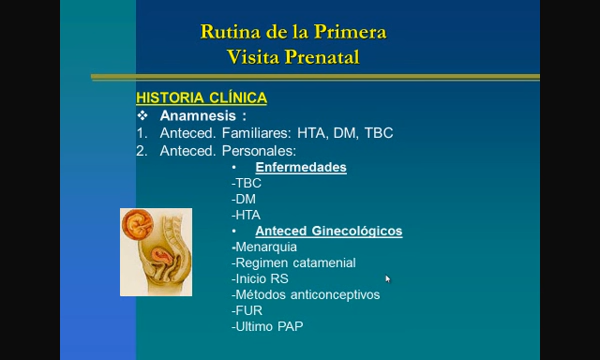 Rutina de la Primera
Visita Prenatal
HISTORIA CLÍNICA
❖ Anamnesis :
1. Anteced. Familiares: HTA, DM, TBC
2. Anteced. Personales:
• Enfermedades
-TBC
-DM
-HTA
• Anteced Ginecológicos
•Menarquia
-Regimen catamenial
-Inicio RS
-Métodos anticonceptivos
-FUR
-Ultimo PAP